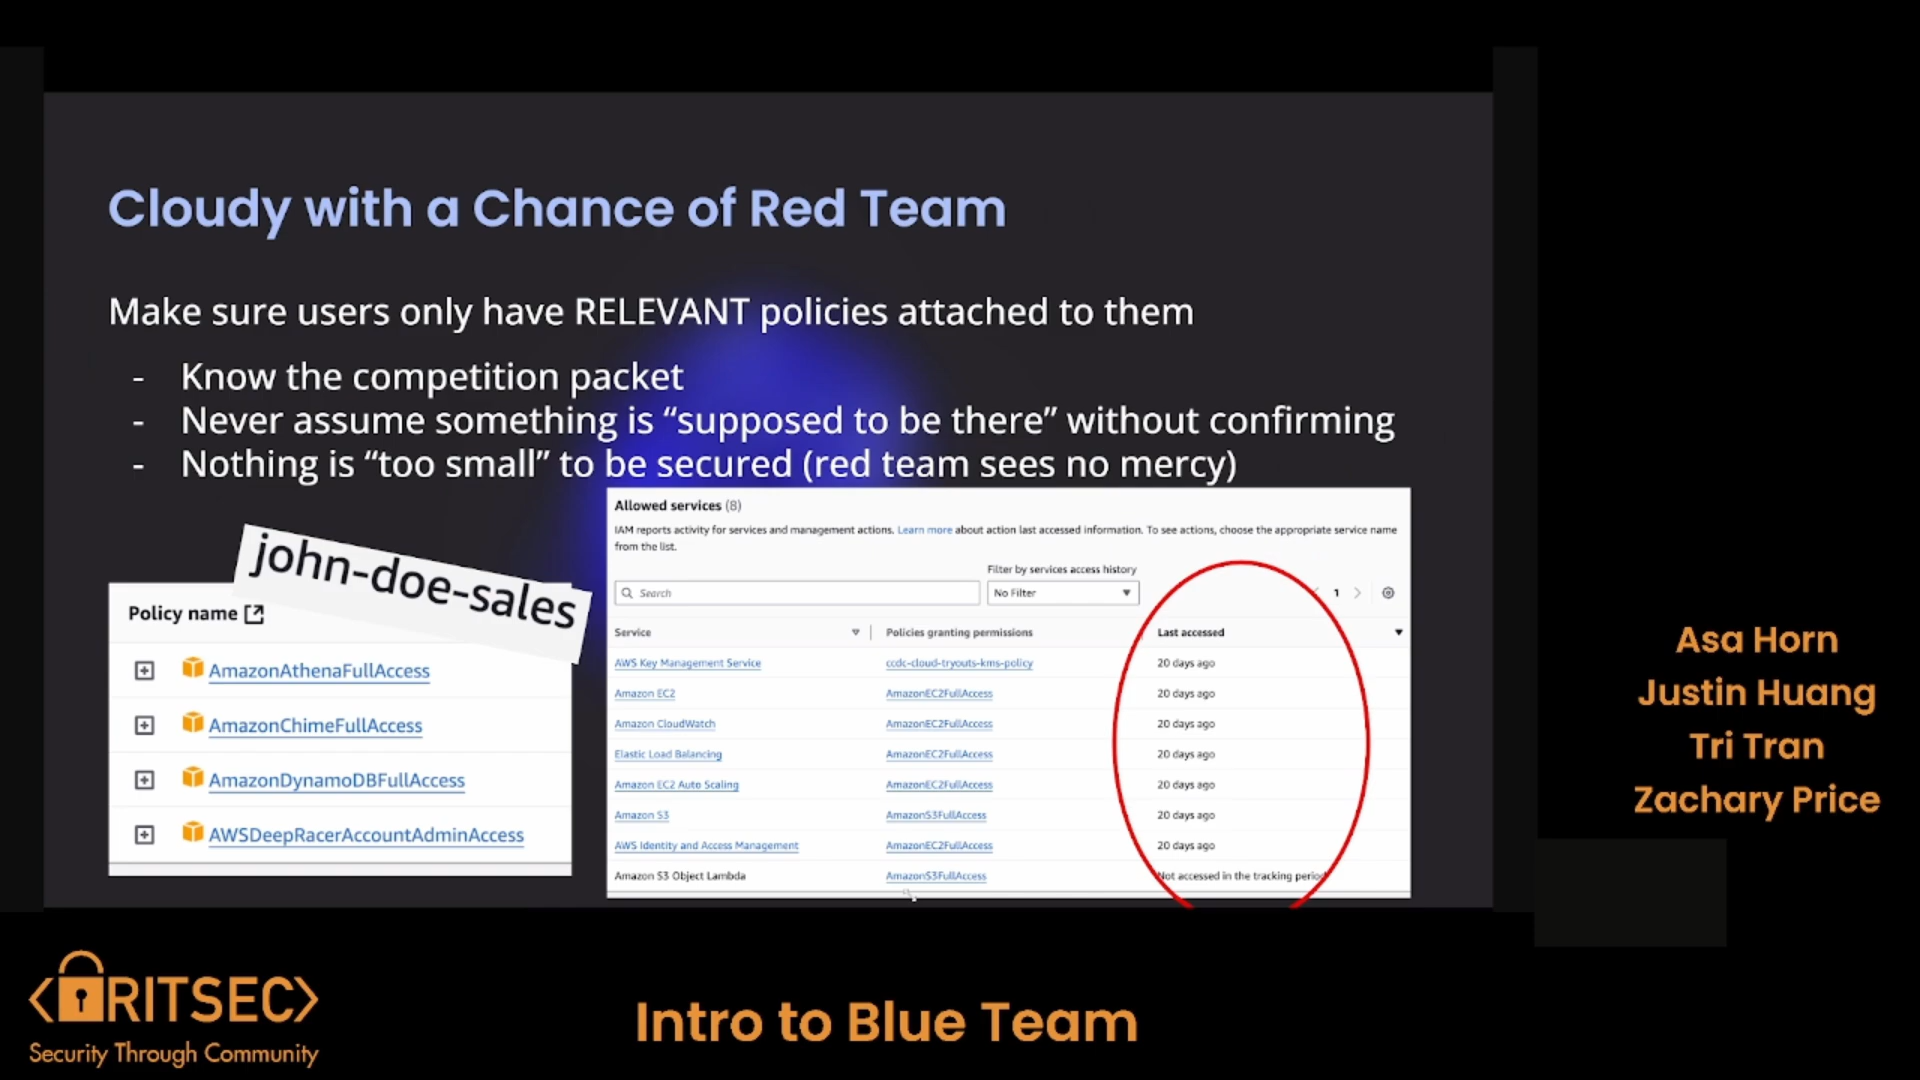 Cloudy with a Chance of Red Team
Make sure users only have RELEVANT policies attached to them
- Know the competition packet
- Never assume something is “supposed to be there” without confirming
- Nothing is “too small” to be secured (red team sees no mercy)
john-doe-sales
Policy name
AmazonAthenaFullAccess
AmazonChimeFullAccess
AmazonDynamoDBFullAccess
AWSDeepRacerAccountAdminAccess
Allowed services (8)
IAM reports activity for services and management actions. Learn more about action last accessed information. To see actions, choose the appropriate service name
from the list.
Filter by services access history
Search
No Filter
1
Service Policies granting permissions Last accessed
AWS Key Management Service ccdc-cloud-tryouts-kms-policy 20 days ago
Amazon EC2 AmazonEC2FullAccess 20 days ago
Amazon CloudWatch AmazonEC2FullAccess 20 days ago
Elastic Load Balancing AmazonEC2FullAccess 20 days ago
Amazon EC2 Auto Scaling AmazonEC2FullAccess 20 days ago
Amazon S3 AmazonS3FullAccess 20 days ago
AWS Identity and Access Management AmazonEC2FullAccess 20 days ago
Amazon S3 Object Lambda AmazonS3FullAccess Not accessed in the tracking period
Asa Horn
Justin Huang
Tri Tran
Zachary Price
<RITSEC>
Security Through Community
Intro to Blue Team